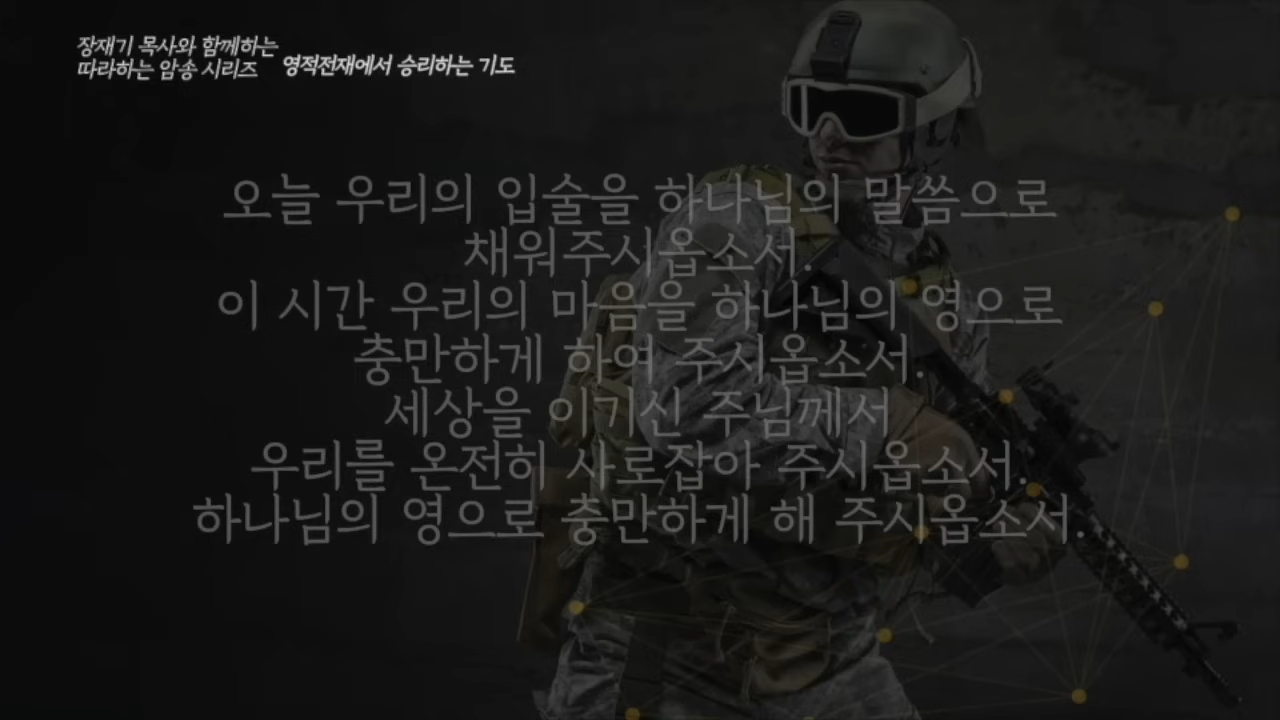 장재기 목사와 함께하는
따라하는 암송 시리즈 영적전재에서 승리하는 기도
오늘 우리의 입술을 하나님의 말씀으로
채워주시옵소서.
이 시간 우리의 마음을 하나님의 영으로
충만하게 하여 주시옵소서.
세상을 이기신 주님께서
우리를 온전히 사로잡아 주시옵소서.
하나님의 영으로 충만하게 해 주시옵소서.